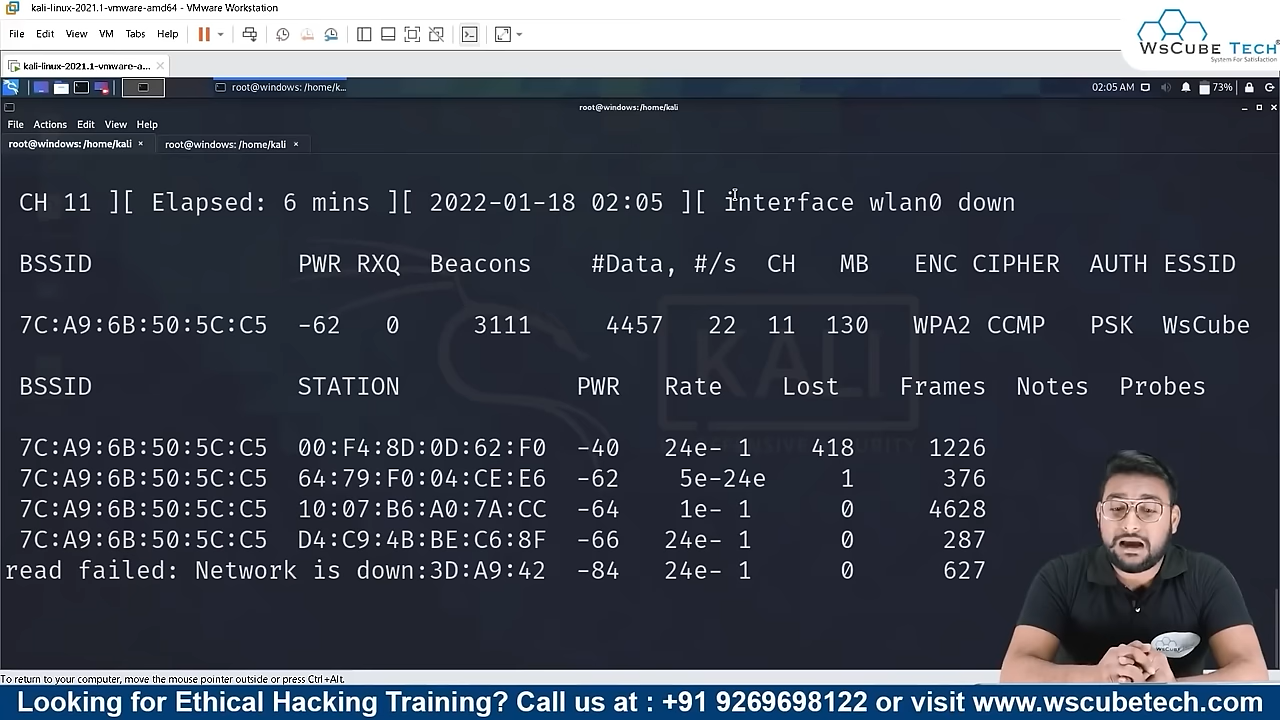 kali-linux-2021.1-vmware-amd64 - VMware Workstation
File Edit View VM Tabs Help
WsCube Tech
System For Satisfaction
kali-linux-2021.1-vmware-a...
root@windows: /home/k...
02:05 AM 73%
root@windows: /home/kali
File Actions Edit View Help
root@windows: /home/kali root@windows: /home/kali
CH 11 ][ Elapsed: 6 mins ][ 2022-01-18 02:05 ][ interface wlan0 down
BSSID PWR RXQ Beacons #Data, #/s CH MB ENC CIPHER AUTH ESSID
7C:A9:6B:50:5C:C5 -62 0 3111 4457 22 11 130 WPA2 CCMP PSK WsCube
KALI
BSSID STATION PWR Rate Lost Frames Notes Probes
7C:A9:6B:50:5C:C5 00:F4:8D:0D:62:F0 -40 24e- 1 418 1226
7C:A9:6B:50:5C:C5 64:79:F0:04:CE:E6 -62 5e-24e 1 376
7C:A9:6B:50:5C:C5 10:07:B6:A0:7A:CC -64 1e- 1 0 4628
7C:A9:6B:50:5C:C5 D4:C9:4B:BE:C6:8F -66 24e- 1 0 287
read failed: Network is down:3D:A9:42 -84 24e- 1 0 627
WsCube
To return to your computer, move the mouse pointer outside or press Ctrl+Alt.
Looking for Ethical Hacking Training? Call us at : +91 9269698122 or visit www.wscubetech.com